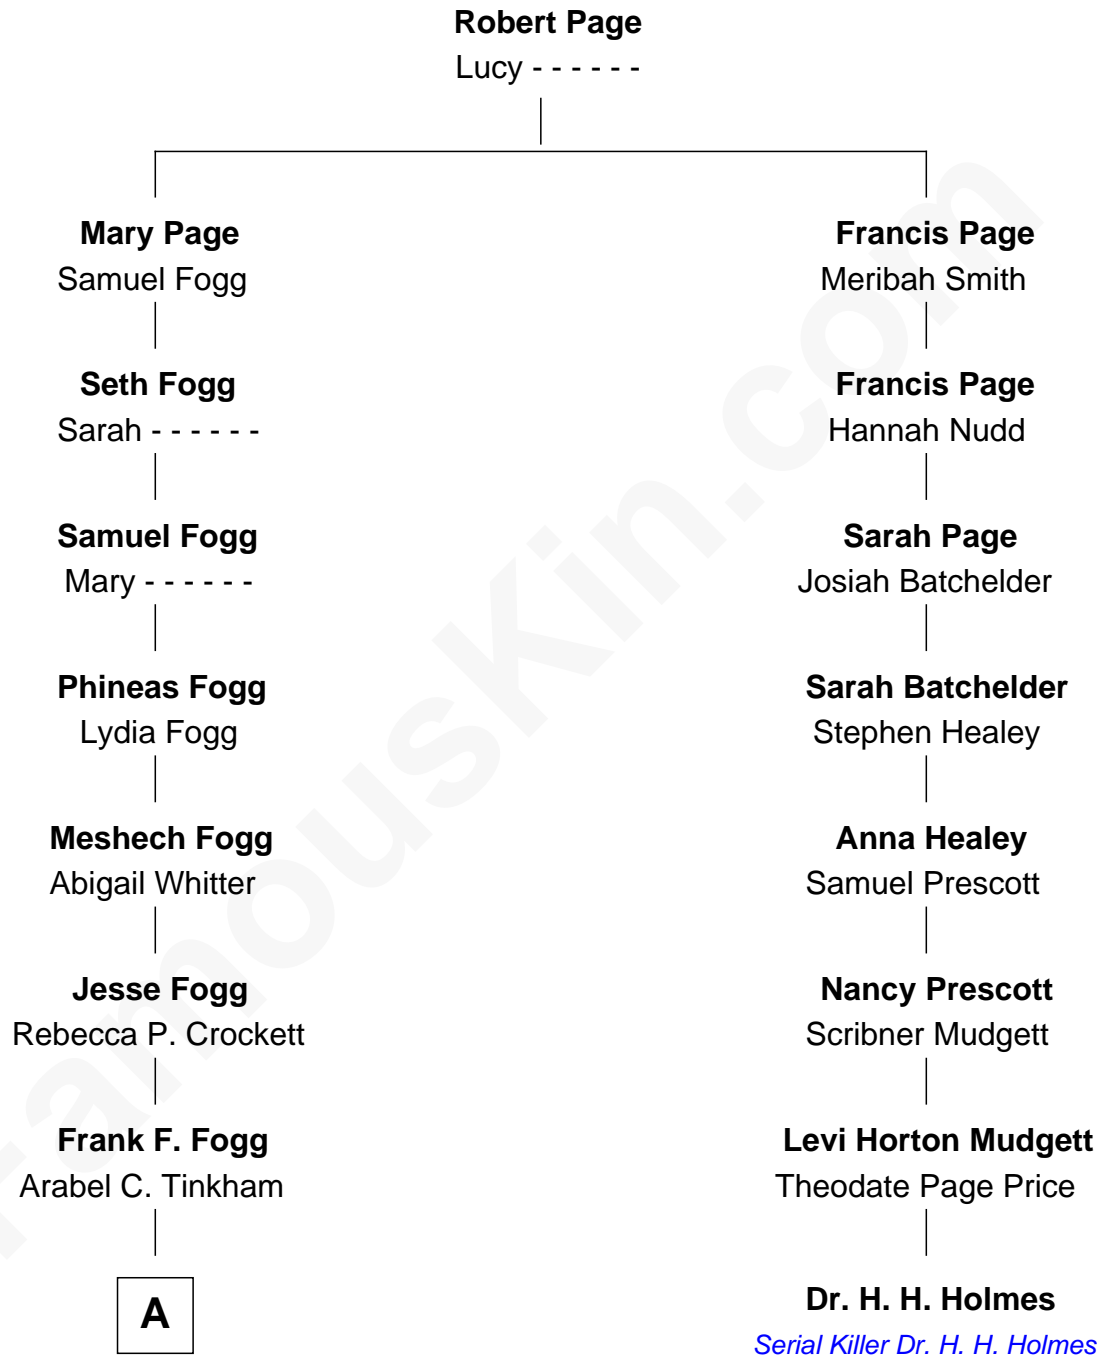 Robert Page
Lucy - - - - - -
Mary Page
Samuel Fogg
Francis Page
Meribah Smith
Seth Fogg
Sarah - - - - - -
Francis Page
Hannah Nudd
Samuel Fogg
Mary - - - - - -
Sarah Page
Josiah Batchelder
Phineas Fogg
Lydia Fogg
Sarah Batchelder
Stephen Healey
Meshech Fogg
Abigail Whitter
Anna Healey
Samuel Prescott
Jesse Fogg
Rebecca P. Crockett
Nancy Prescott
Scribner Mudgett
Frank F. Fogg
Arabel C. Tinkham
Levi Horton Mudgett
Theodate Page Price
A
Dr. H. H. Holmes
Serial Killer Dr. H. H. Holmes
FamousKin.com